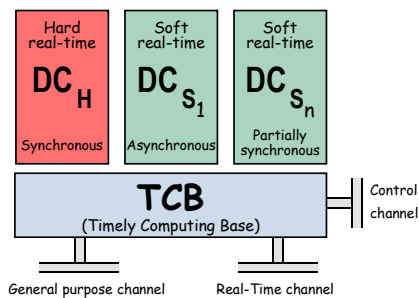 Hard
real-time
DC H
Synchronous
Soft
real-time
DC S1
Asynchronous
Soft
real-time
DC Sn
Partially
synchronous
TCB
(Timely Computing Base)
Control
channel
General purpose channel
Real-Time channel